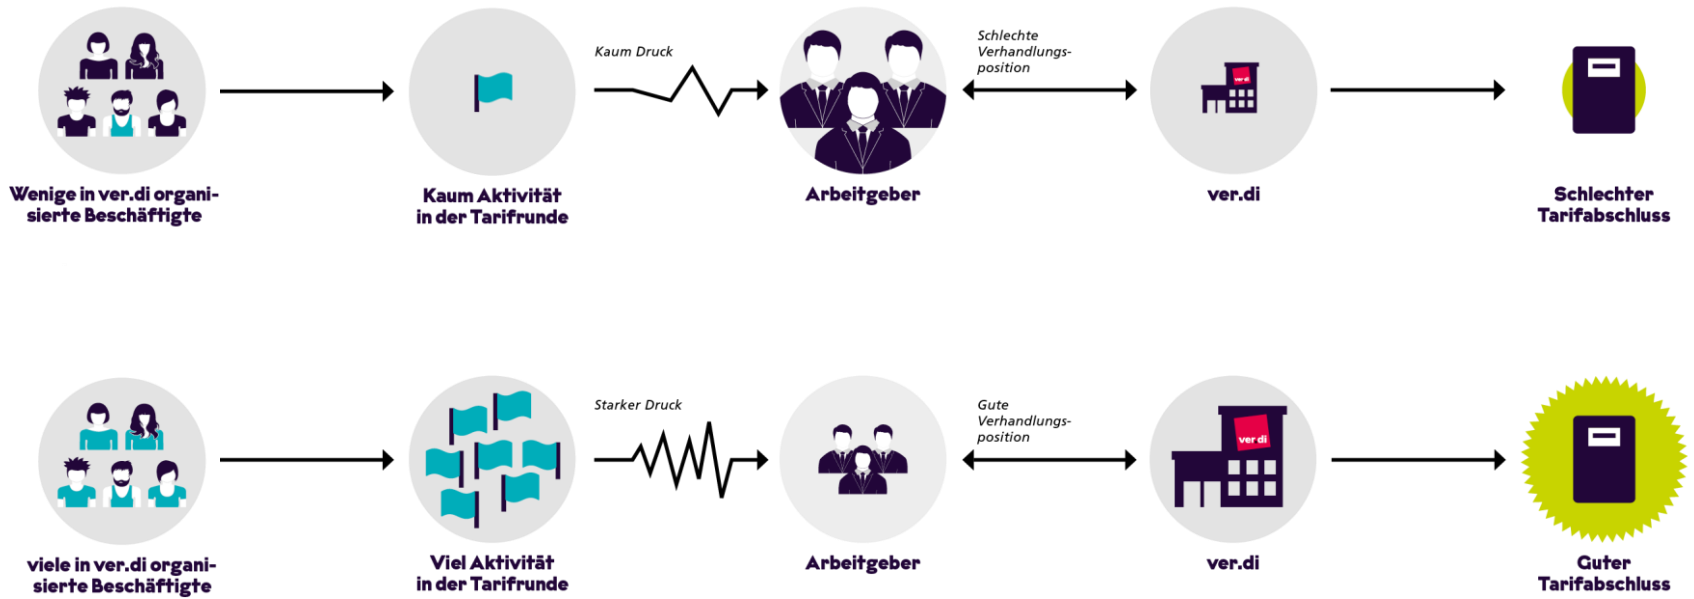 Kaum Druck
Schlechte
Verhandlungs-
position
ver.di
Wenige in ver.di organi-
sierte Beschäftigte
Kaum Aktivität
in der Tarifrunde
Arbeitgeber
ver.di
Schlechter
Tarifabschluss
Starker Druck
Gute
Verhandlungs-
position
ver.di
viele in ver.di organi-
sierte Beschäftigte
Viel Aktivität
in der Tarifrunde
Arbeitgeber
ver.di
Guter
Tarifabschluss